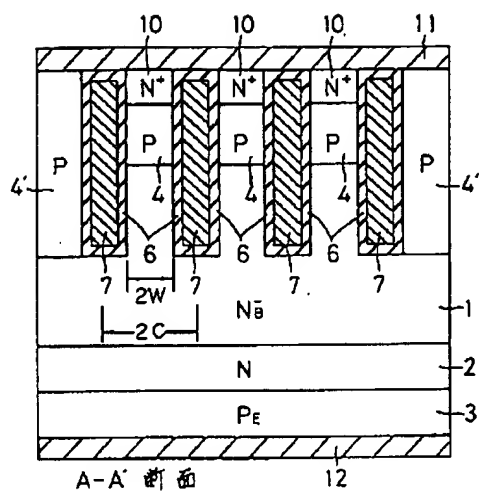 10 10 10 11
N⁺ N⁺ N⁺
P P P P P
4' 4 4 4 4'
6 6 6
7 7 7 7
2W
N⁻B 1
2C
N 2
PE 3
A-A' 断面 12